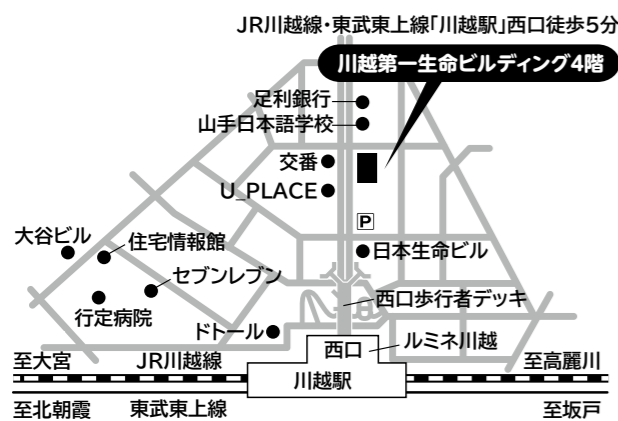 JR川越線・東武東上線「川越駅」西口徒歩5分
川越第一生命ビルディング4階
足利銀行
山手日本語学校
交番
U_PLACE
P
大谷ビル
住宅情報館
日本生命ビル
セブンレブン
行定病院
西口歩行者デッキ
ドトール
西口
ルミネ川越
至大宮
JR川越線
川越駅
至高麗川
至北朝霞
東武東上線
至坂戸